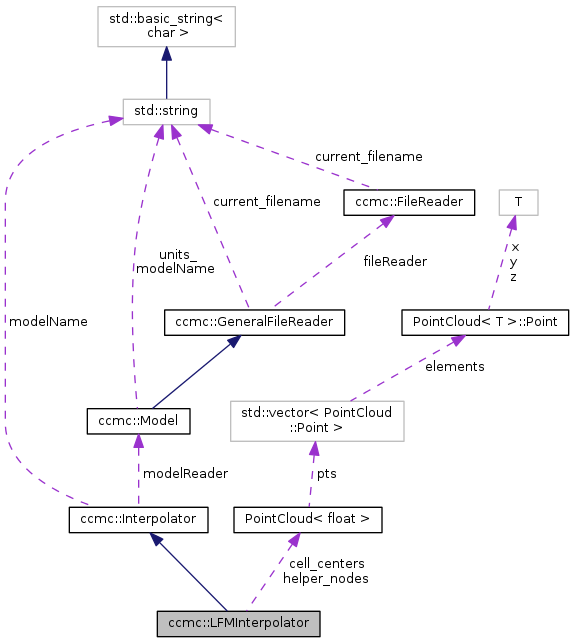 std::basic_string<
char >
std::string
current_filename
current_filename
ccmc::FileReader
T
units_
modelName
fileReader
x
y
z
modelName
ccmc::GeneralFileReader
PointCloud< T >::Point
elements
ccmc::Model
std::vector< PointCloud
::Point >
modelReader
pts
ccmc::Interpolator
PointCloud< float >
cell_centers
helper_nodes
ccmc::LFMInterpolator